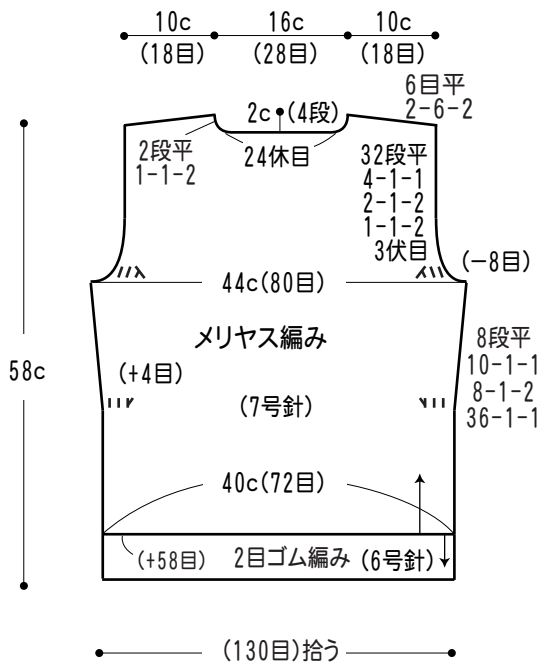 10c 16c 10c
(18目) (28目) (18目)
6目平
2-6-2
2c (4段)
24休目
2段平
1-1-2
32段平
4-1-1
2-1-2
1-1-2
3伏目
(-8目)
44c(80目)
メリヤス編み
58c
(+4目)
(7号針)
8段平
10-1-1
8-1-2
36-1-1
40c(72目)
(+58目) 2目ゴム編み (6号針)
(130目)拾う